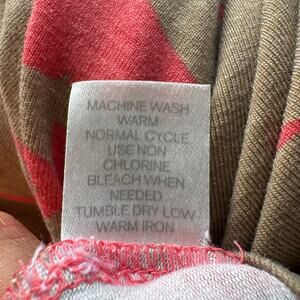 MACHINE WASH
WARM
NORMAL CYCLE
USE NON
CHLORINE
BLEACH WHEN
NEEDED
TUMBLE DRY LOW
WARM IRON